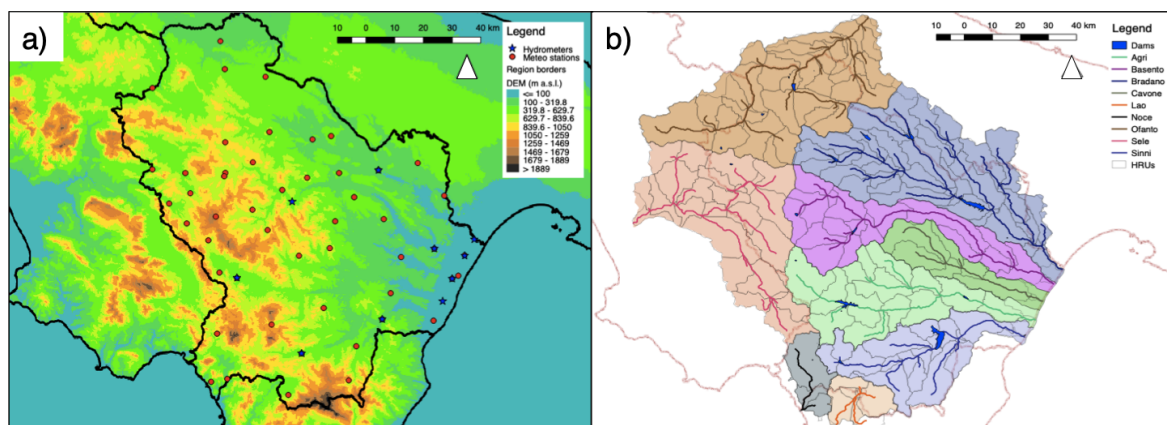 a)
10 0 10 20 30 40 km
Legend
Hydrometers
Meteo stations
Region borders
DEM (m a.s.l.)
<= 100
100 - 319.8
319.8 - 629.7
629.7 - 839.6
839.6 - 1050
1050 - 1259
1259 - 1469
1469 - 1679
1679 - 1889
> 1889
b)
10 0 10 20 30 40 km
Legend
Dams
Agri
Basento
Bradano
Cavone
Lao
Noce
Ofanto
Sele
Sinni
HRUs